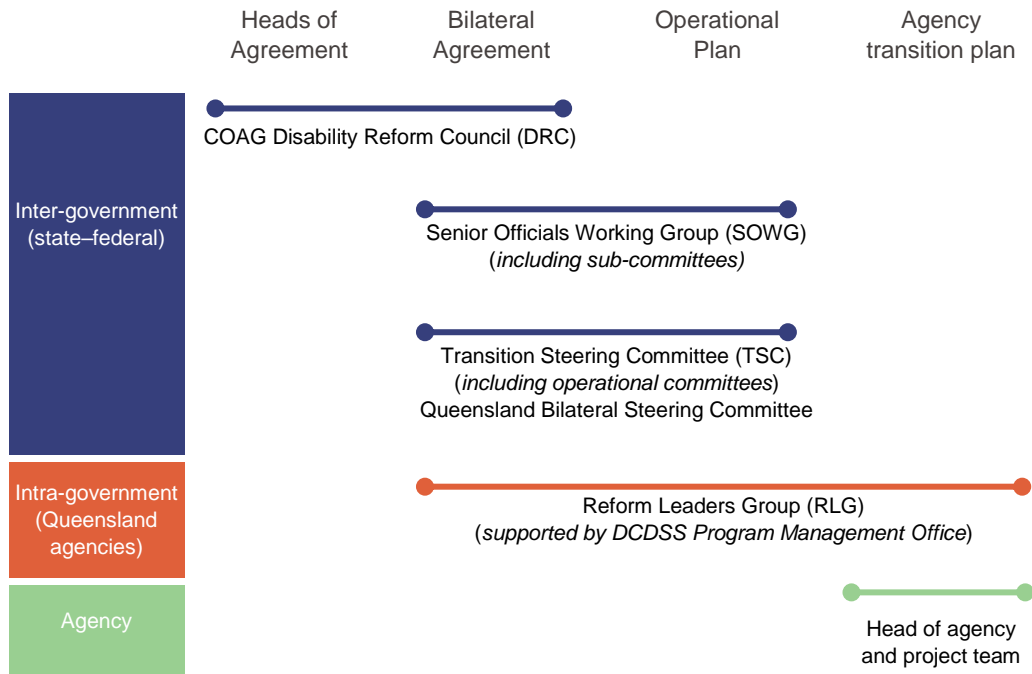 Heads of
Agreement
Bilateral
Agreement
Operational
Plan
Agency
transition plan
Inter-government
(state–federal)
COAG Disability Reform Council (DRC)
Senior Officials Working Group (SOWG)
(including sub-committees)
Transition Steering Committee (TSC)
(including operational committees)
Queensland Bilateral Steering Committee
Intra-government
(Queensland
agencies)
Reform Leaders Group (RLG)
(supported by DCDSS Program Management Office)
Agency
Head of agency
and project team